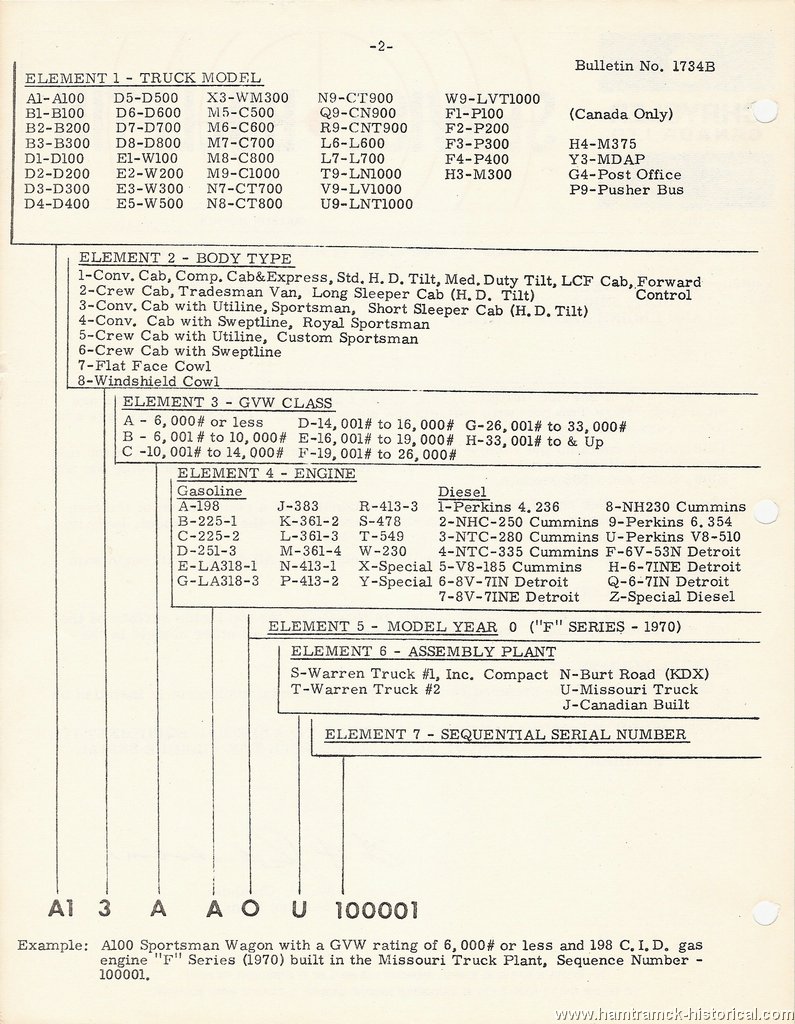 -2-
Bulletin No. 1734B
ELEMENT 1 - TRUCK MODEL
A1-A100 D5-D500 X3-WM300 N9-CT900 W9-LVT1000
B1-B100 D6-D600 M5-C500 Q9-CN900 F1-P100 (Canada Only)
B2-B200 D7-D700 M6-C600 R9-CNT900 F2-P200
B3-B300 D8-D800 M7-C700 L6-L600 F3-P300 H4-M375
D1-D100 E1-W100 M8-C800 L7-L700 F4-P400 Y3-MDAP
D2-D200 E2-W200 M9-C1000 T9-LN1000 H3-M300 G4-Post Office
D3-D300 E3-W300 N7-CT700 V9-LV1000 P9-Pusher Bus
D4-D400 E5-W500 N8-CT800 U9-LNT1000
ELEMENT 2 - BODY TYPE
1-Conv. Cab, Comp. Cab&Express, Std. H. D. Tilt, Med. Duty Tilt, LCF Cab, Forward Control
2-Crew Cab, Tradesman Van, Long Sleeper Cab (H. D. Tilt)
3-Conv. Cab with Utiline, Sportsman, Short Sleeper Cab (H. D. Tilt)
4-Conv. Cab with Sweptline, Royal Sportsman
5-Crew Cab with Utiline, Custom Sportsman
6-Crew Cab with Sweptline
7-Flat Face Cowl
8-Windshield Cowl
ELEMENT 3 - GVW CLASS
A - 6,000# or less D-14,001# to 16,000# G-26,001# to 33,000#
B - 6,001# to 10,000# E-16,001# to 19,000# H-33,001# to & Up
C -10,001# to 14,000# F-19,001# to 26,000#
ELEMENT 4 - ENGINE
Gasoline Diesel
A-198 J-383 R-413-3 1-Perkins 4.236 8-NH230 Cummins
B-225-1 K-361-2 S-478 2-NHC-250 Cummins 9-Perkins 6.354
C-225-2 L-361-3 T-549 3-NTC-280 Cummins U-Perkins V8-510
D-251-3 M-361-4 W-230 4-NTC-335 Cummins F-6V-53N Detroit
E-LA318-1 N-413-1 X-Special 5-V8-185 Cummins H-6-7INE Detroit
G-LA318-3 P-413-2 Y-Special 6-8V-7IN Detroit Q-6-7IN Detroit
7-8V-7INE Detroit Z-Special Diesel
ELEMENT 5 - MODEL YEAR 0 ("F" SERIES - 1970)
ELEMENT 6 - ASSEMBLY PLANT
S-Warren Truck #1, Inc. Compact N-Burt Road (KDX)
T-Warren Truck #2 U-Missouri Truck
J-Canadian Built
ELEMENT 7 - SEQUENTIAL SERIAL NUMBER
A1 3 A A O U 100001
Example: A100 Sportsman Wagon with a GVW rating of 6,000# or less and 198 C.I.D. gas
engine "F" Series (1970) built in the Missouri Truck Plant, Sequence Number -
100001.
www.hamtramck-historical.com